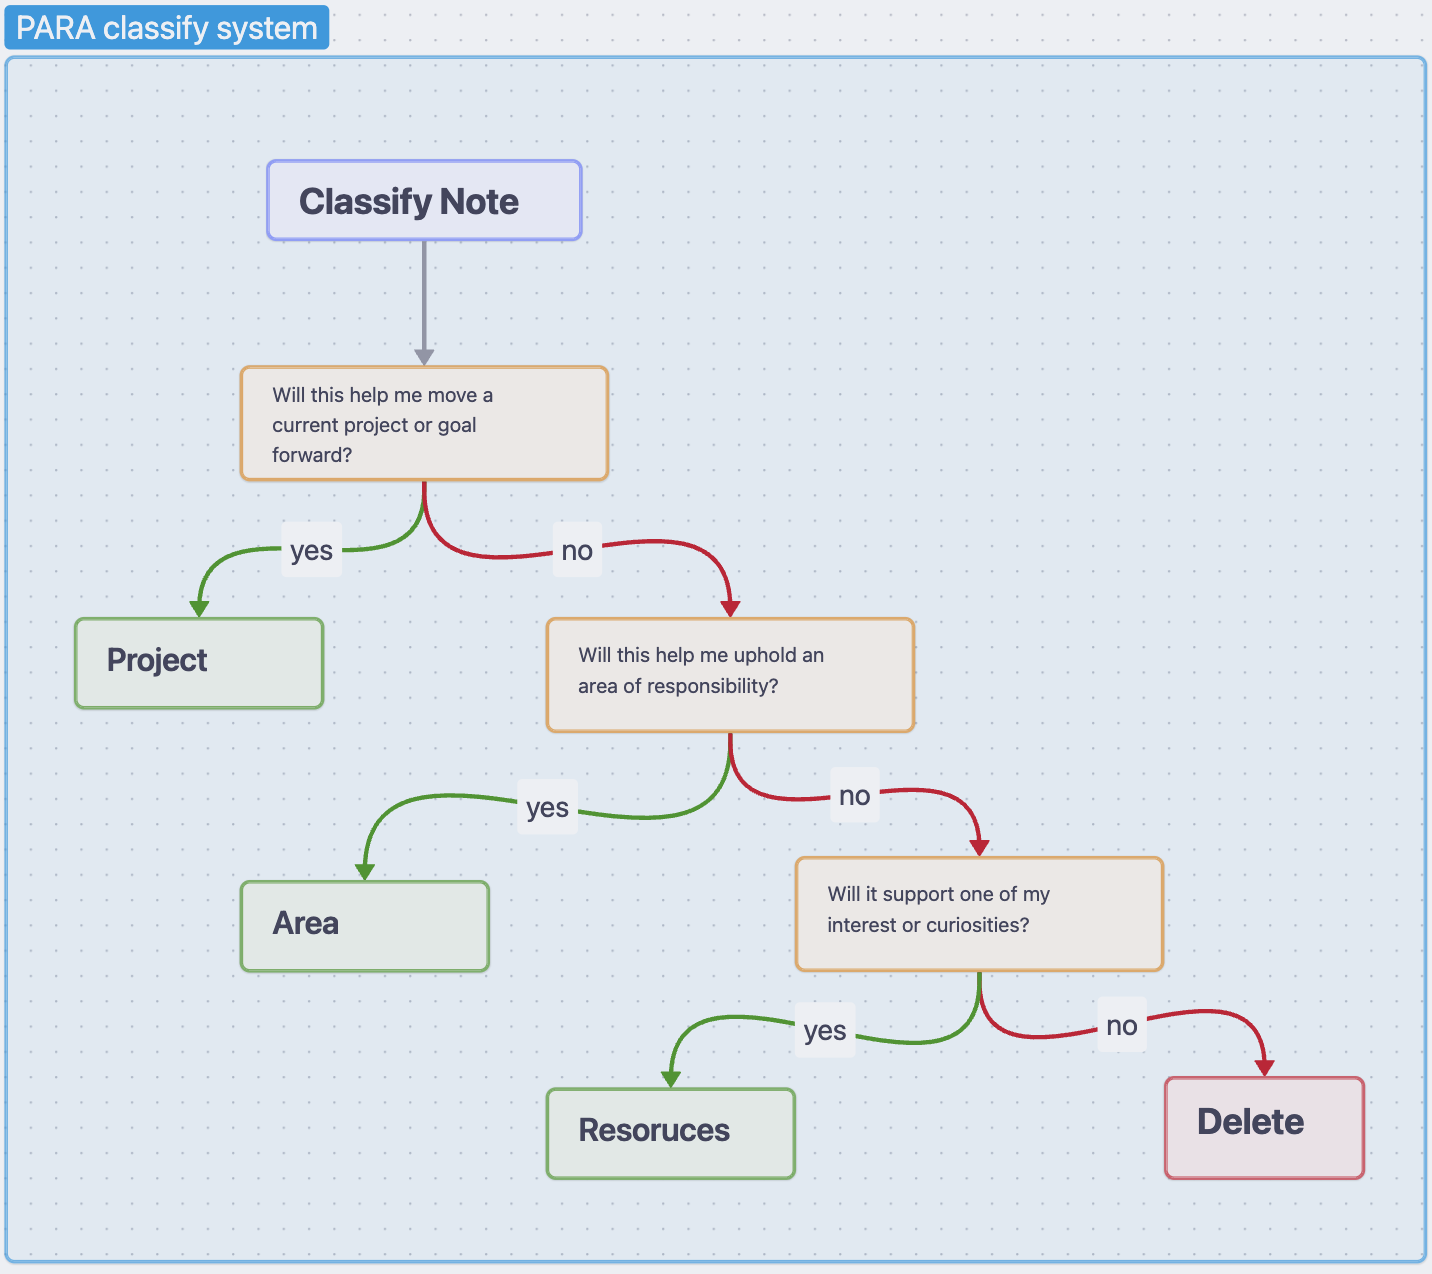 PARA classify system
Classify Note
Will this help me move a
current project or goal
forward?
yes
no
Project
Will this help me uphold an
area of responsibility?
yes
no
Area
Will it support one of my
interest or curiosities?
yes
no
Resoruces
Delete